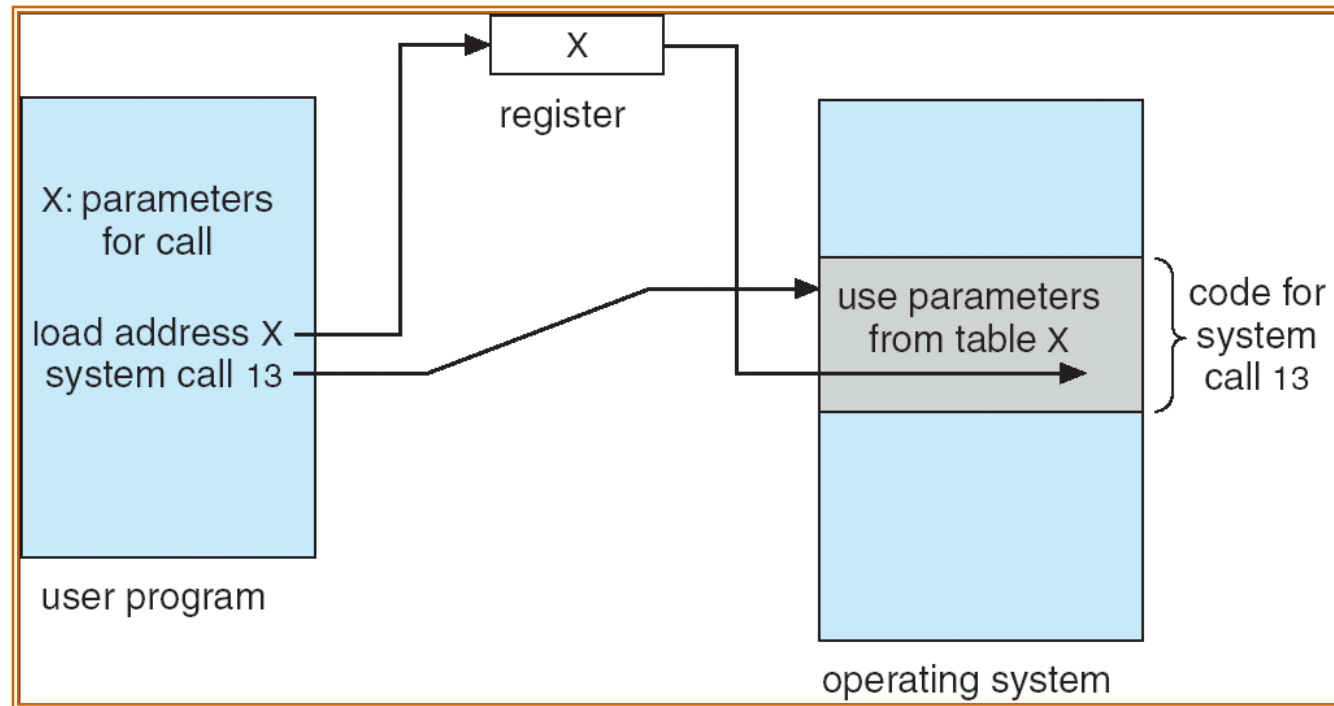 X
register
X: parameters
for call
load address X
system call 13
user program
use parameters
from table X
code for
system
call 13
operating system